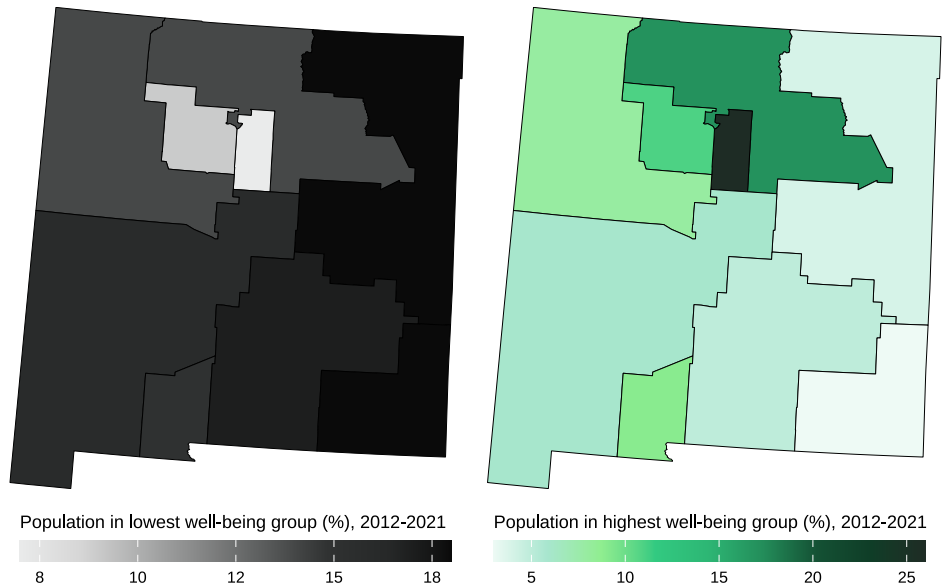 Population in lowest well-being group (%), 2012-2021
8 10 12 15 18
Population in highest well-being group (%), 2012-2021
5 10 15 20 25